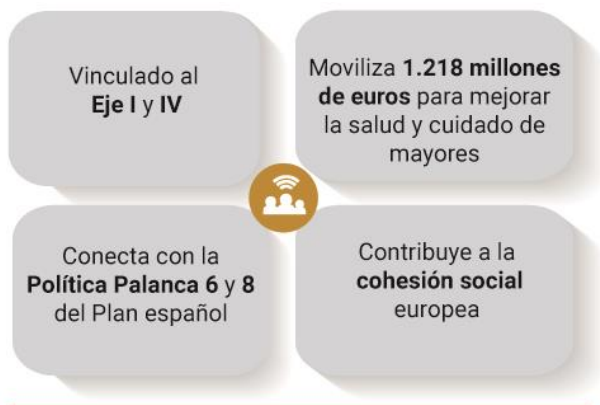 Vinculado al
Eje I y IV
Moviliza 1.218 millones
de euros para mejorar
la salud y cuidado de
mayores
Conecta con la
Política Palanca 6 y 8
del Plan español
Contribuye a la
cohesión social
europea